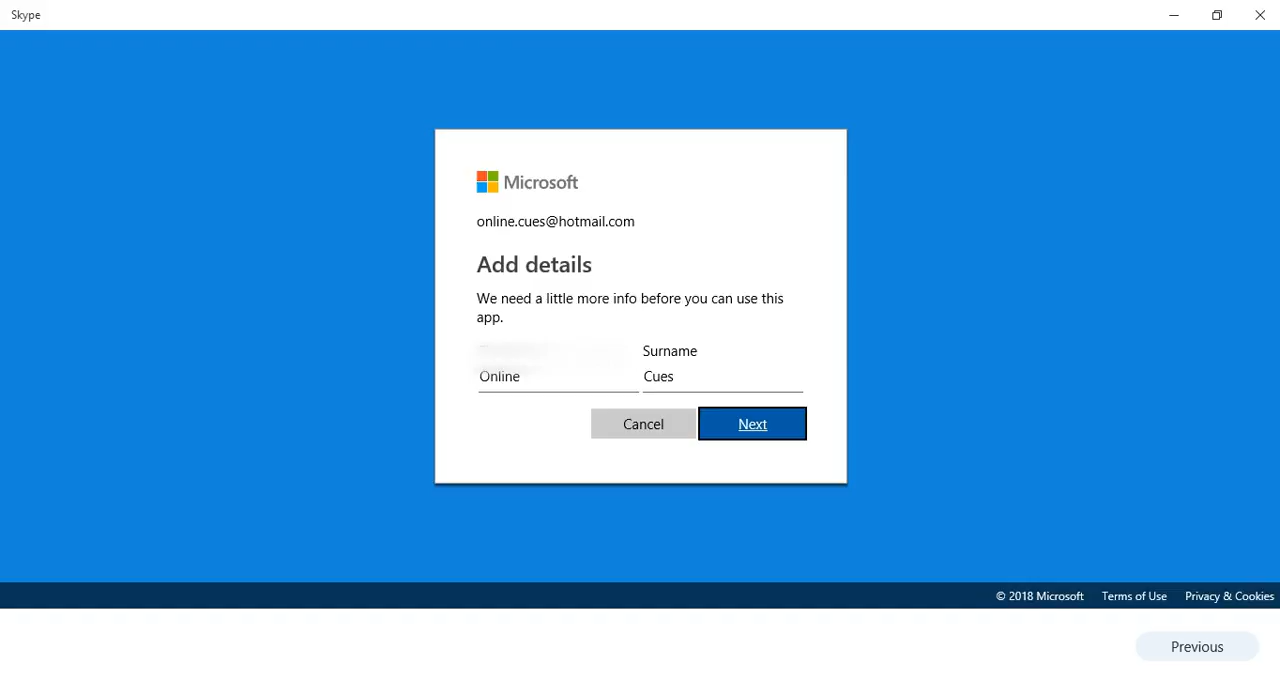 Skype
Microsoft
online.cues@hotmail.com
Add details
We need a little more info before you can use this
app.
Surname
Online Cues
Cancel Next
© 2018 Microsoft Terms of Use Privacy & Cookies
Previous